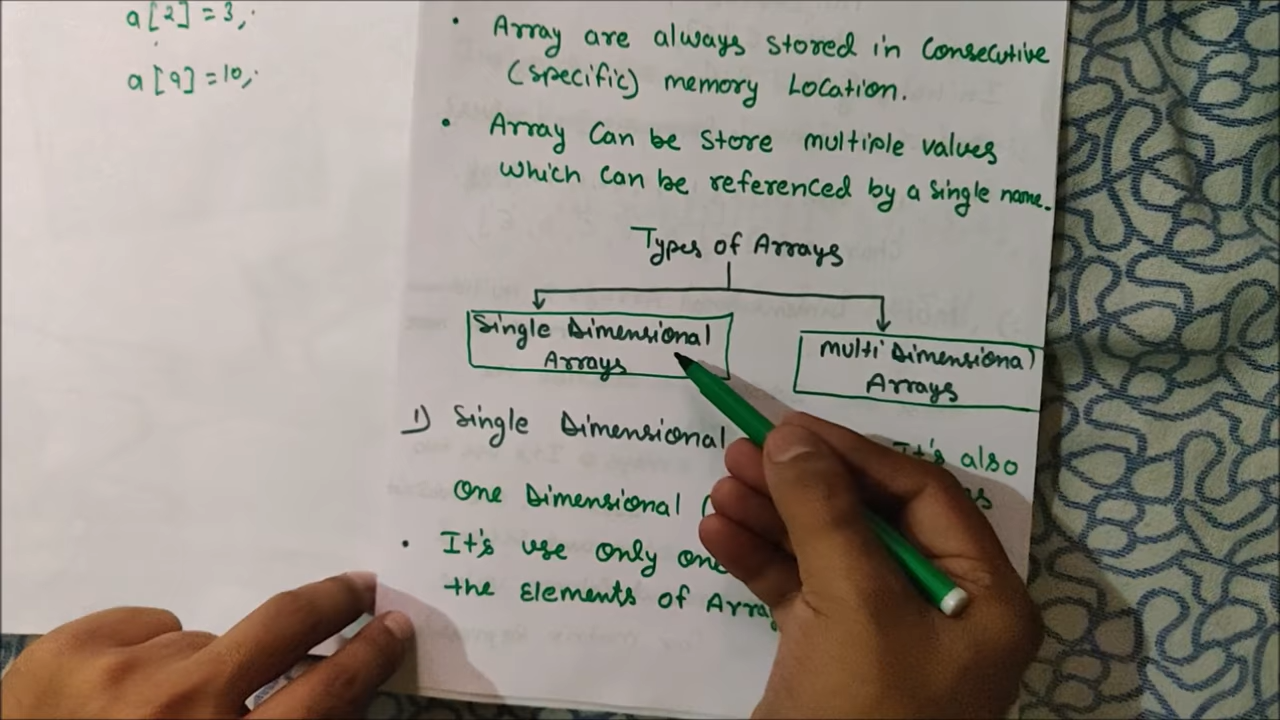 a[2]=3;
a[9]=10;
• Array are always stored in Consecutive
(specific) memory Location.
• Array Can be Store multiple values
which can be referenced by a single name.
Types of Arrays
Single Dimensional
Arrays
Multi Dimensional
Arrays
1) Single Dimensional It's also
One Dimensional (
• It's use only one
the Elements of Array